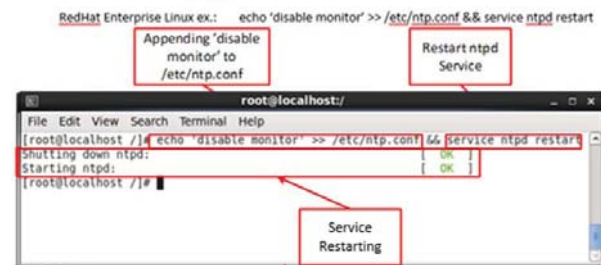 RedHat Enterprise Linux ex.: echo 'disable monitor' >> /etc/ntp.conf && service ntpd restart
Appending 'disable
monitor' to
/etc/ntp.conf
Restart ntpd
Service
root@localhost:/
File Edit View Search Terminal Help
[root@localhost /]# echo 'disable monitor' >> /etc/ntp.conf && service ntpd restart
Shutting down ntpd: [ OK ]
Starting ntpd: [ OK ]
[root@localhost /]#
Service
Restarting